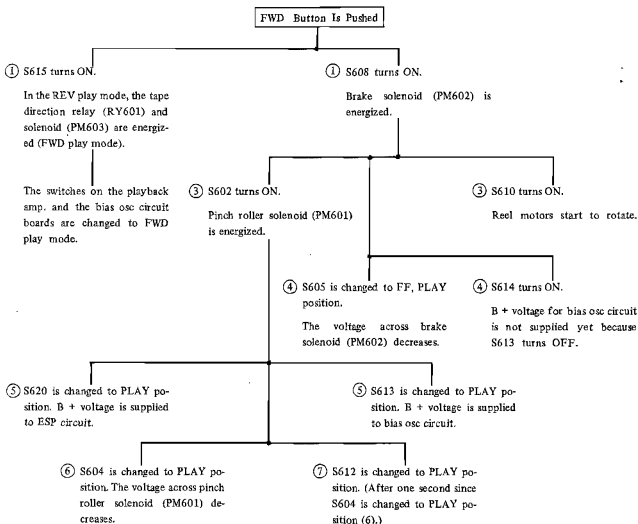 FWD Button Is Pushed
① S615 turns ON.
In the REV play mode, the tape
direction relay (RY601) and
solenoid (PM603) are energiz-
ed (FWD play mode).
The switches on the playback
amp. and the bias osc circuit
boards are changed to FWD
play mode.
① S608 turns ON.
Brake solenoid (PM602) is
energized.
③ S602 turns ON.
Pinch roller solenoid (PM601)
is energized.
③ S610 turns ON.
Reel motors start to rotate.
④ S605 is changed to FF, PLAY
position.
The voltage across brake
solenoid (PM602) decreases.
④ S614 turns ON.
B + voltage for bias osc circuit
is not supplied yet because
S613 turns OFF.
⑤ S620 is changed to PLAY po-
sition. B + voltage is supplied
to ESP circuit.
⑤ S613 is changed to PLAY po-
sition. B + voltage is supplied
to bias osc circuit.
⑥ S604 is changed to PLAY po-
sition. The voltage across pinch
roller solenoid (PM601) de-
creases.
⑦ S612 is changed to PLAY po-
sition. (After one second since
S604 is changed to PLAY po-
sition (6).)